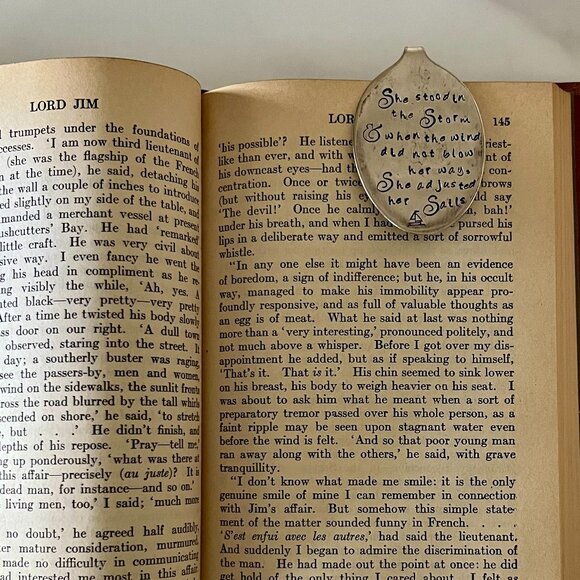 LORD JIM
trumpets under the foundations of
cesses. 'I am now third lieutenant of
(she was the flagship of the French
n at the time), he said, detaching his
the wall a couple of inches to introduce
ed slightly on my side of the table, and
manded a merchant vessel at present
ushcutters' Bay. He had 'remarked'
little craft. He was very civil about
sive way. I even fancy he went the
g his head in compliment as he re-
ing visibly the while, 'Ah, yes. A
nted black—very pretty—very pretty
After a time he twisted his body slowly
ss door on our right. 'A dull town
observed, staring into the street. It
day; a southerly buster was raging,
see the passers-by, men and women,
wind on the sidewalks, the sunlit fronts
cross the road blurred by the tall whirls
escended on shore,' he said, 'to stretch
e, but . . .' He didn't finish, and
depths of his repose. 'Pray—tell me,'
ng up ponderously, 'what was there at
this affair—precisely (au juste)? It is
dead man, for instance—and so on.'
living men, too,' I said; 'much more
no doubt,' he agreed half audibly,
ter mature consideration, murmured,
made no difficulty in communicating
d interested me most in this affair
LOR
145
'his possible'? He listene
riest-
like than ever, and with
of his downcast eyes—had th
con-
centration. Once or twice
brows
(but without raising his eyes
uld say
'The devil!' Once he calmly
, bah!'
under his breath, and when I had
pursed his
lips in a deliberate way and emitted a sort of sorrowful
whistle.
"In any one else it might have been an evidence
of boredom, a sign of indifference; but he, in his occult
way, managed to make his immobility appear pro-
foundly responsive, and as full of valuable thoughts as
an egg is of meat. What he said at last was nothing
more than a 'very interesting,' pronounced politely, and
not much above a whisper. Before I got over my dis-
appointment he added, but as if speaking to himself,
'That's it. That is it.' His chin seemed to sink lower
on his breast, his body to weigh heavier on his seat. I
was about to ask him what he meant when a sort of
preparatory tremor passed over his whole person, as a
faint ripple may be seen upon stagnant water even
before the wind is felt. 'And so that poor young man
ran away along with the others,' he said, with grave
tranquillity.
"I don't know what made me smile: it is the only
genuine smile of mine I can remember in connection
with Jim's affair. But somehow this simple state-
ment of the matter sounded funny in French. . . .
'S'est enfui avec les autres,' had said the lieutenant.
And suddenly I began to admire the discrimination of
the man. He had made out the point at once: he did
get hold of the only thing I cared about. I felt as
She stood in
the Storm
& when the wind
did not blow
her way,
She adjusted
her Sails